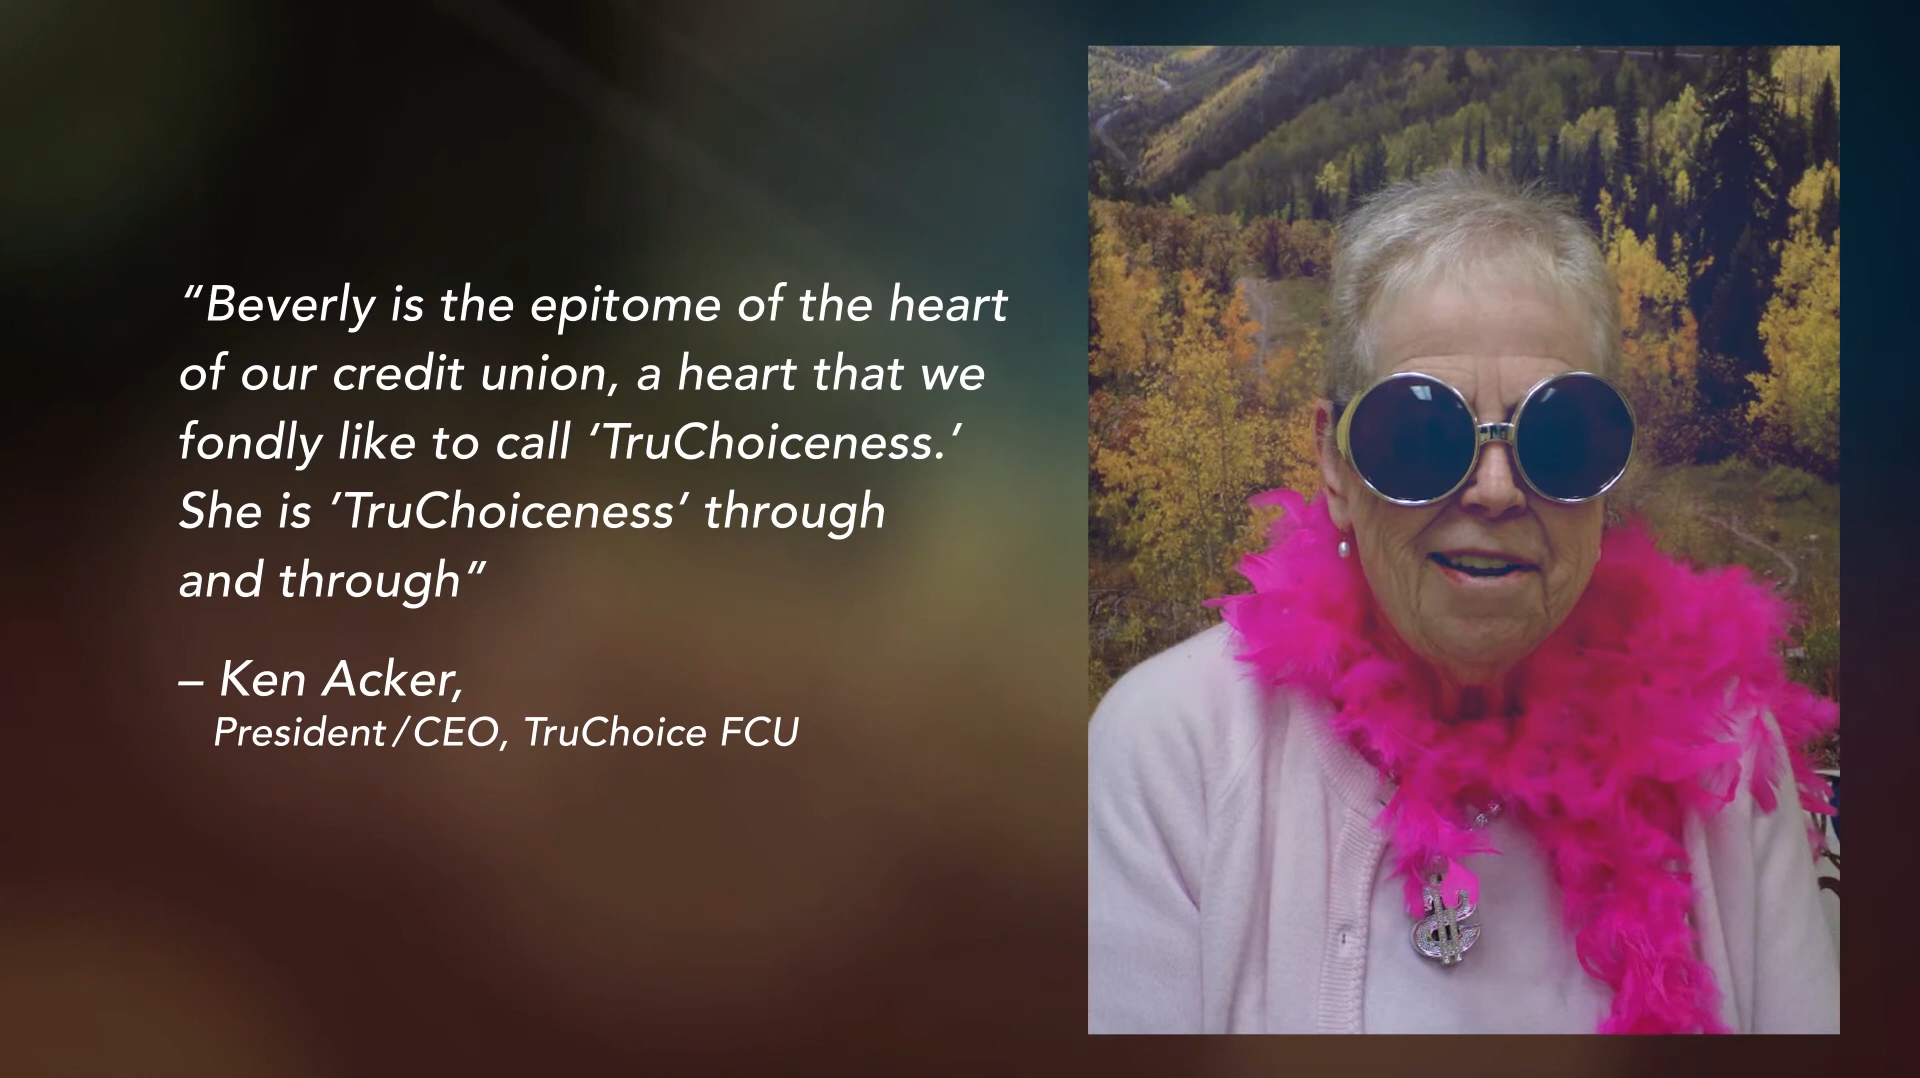 “Beverly is the epitome of the heart
of our credit union, a heart that we
fondly like to call ‘TruChoiceness.’
She is ‘TruChoiceness’ through
and through”
– Ken Acker,
President/CEO, TruChoice FCU